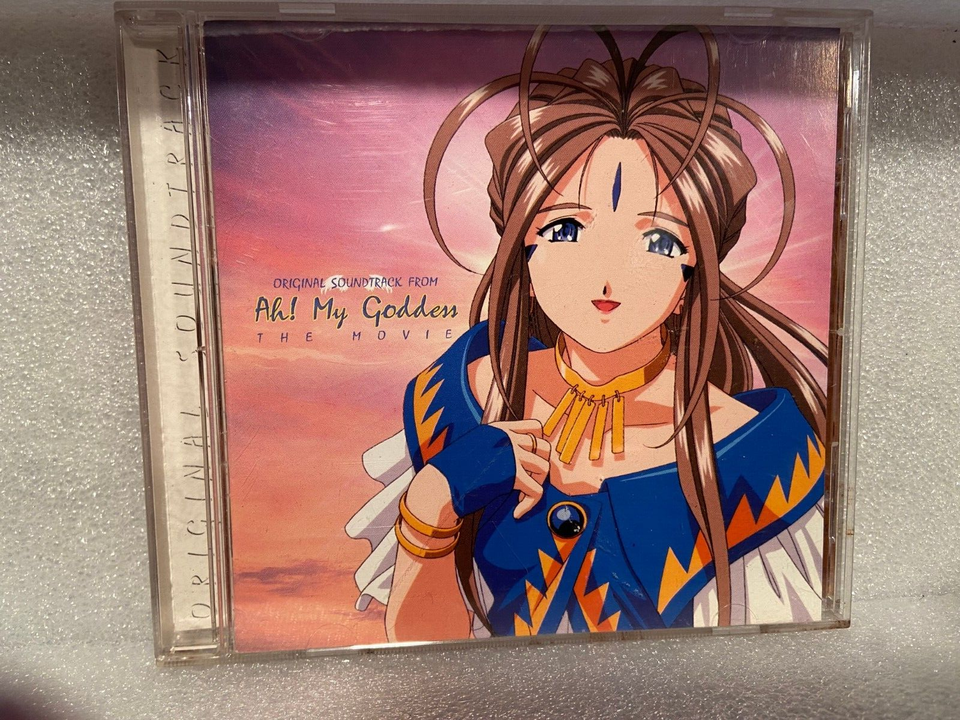 ORIGINAL SOUNDTRACK
ORIGINAL SOUNDTRACK FROM
Ah! My Goddess
THE MOVIE